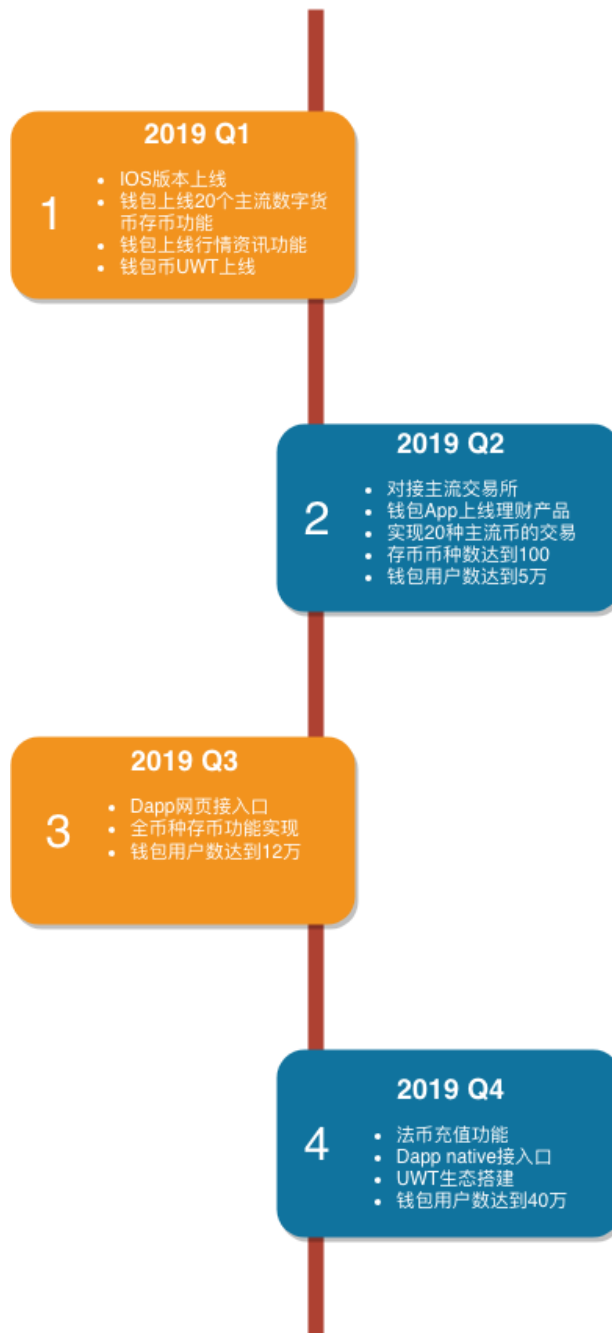 2019 Q1
1
• IOS版本上线
• 钱包上线20个主流数字货
币存币功能
• 钱包上线行情资讯功能
• 钱包币UWT上线
2019 Q2
2
• 对接主流交易所
• 钱包App上线理财产品
• 实现20种主流币的交易
• 存币币种数达到100
• 钱包用户数达到5万
2019 Q3
3
• Dapp网页接入口
• 全币种存币功能实现
• 钱包用户数达到12万
2019 Q4
4
• 法币充值功能
• Dapp native接入口
• UWT生态搭建
• 钱包用户数达到40万